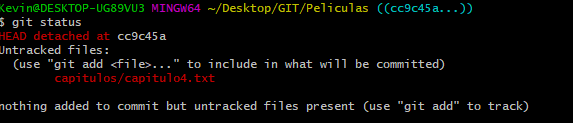 Kevin@DESKTOP-UG89VU3 MINGW64 ~/Desktop/GIT/Peliculas ((cc9c45a...))
$ git status
HEAD detached at cc9c45a
Untracked files:
  (use "git add <file>..." to include in what will be committed)
        capitulos/capitulo4.txt

nothing added to commit but untracked files present (use "git add" to track)